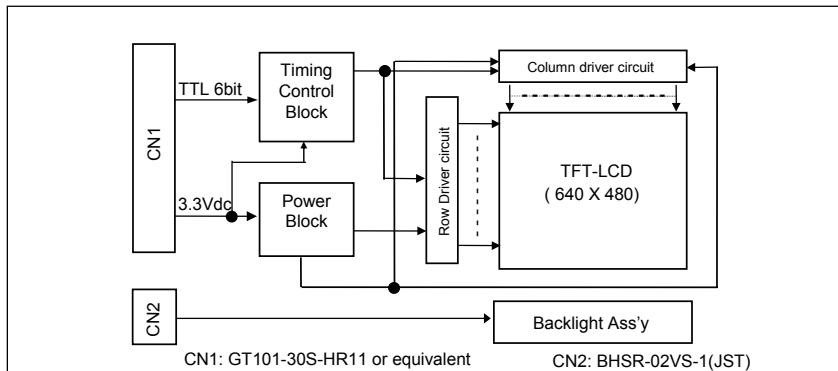 CN1
TTL 6bit
3.3Vdc
Timing
Control
Block
Power
Block
Row Driver circuit
Column driver circuit
TFT-LCD
( 640 X 480)
CN2
Backlight Ass'y
CN1: GT101-30S-HR11 or equivalent
CN2: BHSR-02VS-1(JST)